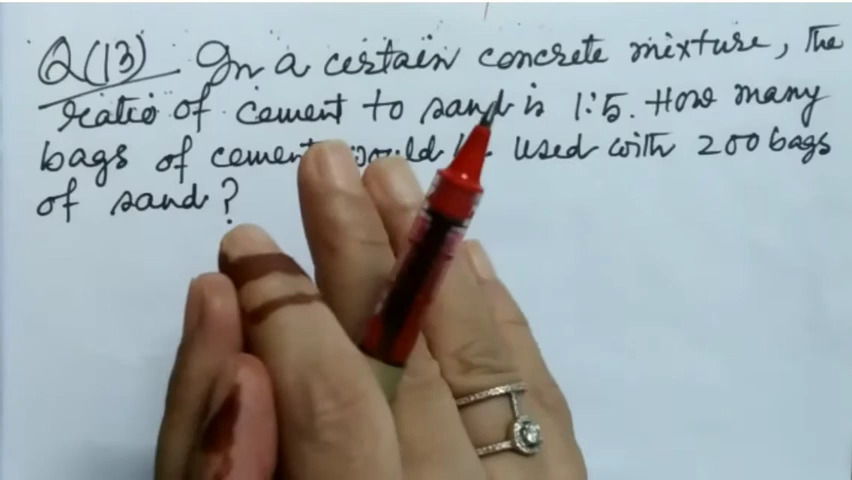 Q(13) In a certain concrete mixture, the
ratio of cement to sand is 1:5. How many
bags of cement would used with 200 bags
of sand?